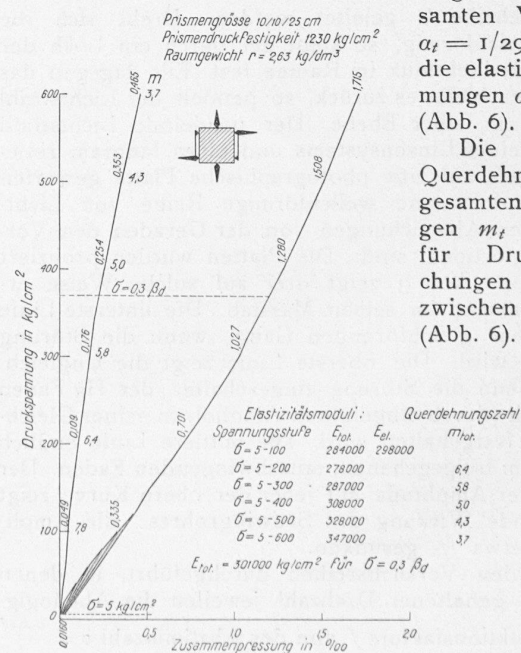 Prismengrösse 10/10/25 cm
Prismendruckfestigkeit 1230 kg/cm²
Raumgewicht r = 2,63 kg/dm³
samten V
αt = 1/29
die elasti
mungen
(Abb. 6).
Die
Querdehn
gesamten
gen mt
für Druc
chungen
zwischen
(Abb. 6).
Druckspannung in kg/cm²
600
500
400
300
200
100
0
m
0,465
3,7
0,353
4,3
0,254
5,0
σ = 0,3 βd
0,176
5,8
0,109
6,4
0,049
7,8
1,715
1,508
1,260
1,027
0,701
0,335
σ = 5 kg/cm²
0,0160
0,5
1,0
1,5 ‰
2,0
Zusammenpressung in ‰
Elastizitätsmoduli : Querdehnungszahl
Spannungsstufe Etot. Eel. mtot.
σ = 5 - 100 284000 298000
σ = 5 - 200 278000 6,4
σ = 5 - 300 287000 5,8
σ = 5 - 400 308000 5,0
σ = 5 - 500 328000 4,3
σ = 5 - 600 347000 3,7
Etot. = 301000 kg/cm² für σ = 0,3 βd